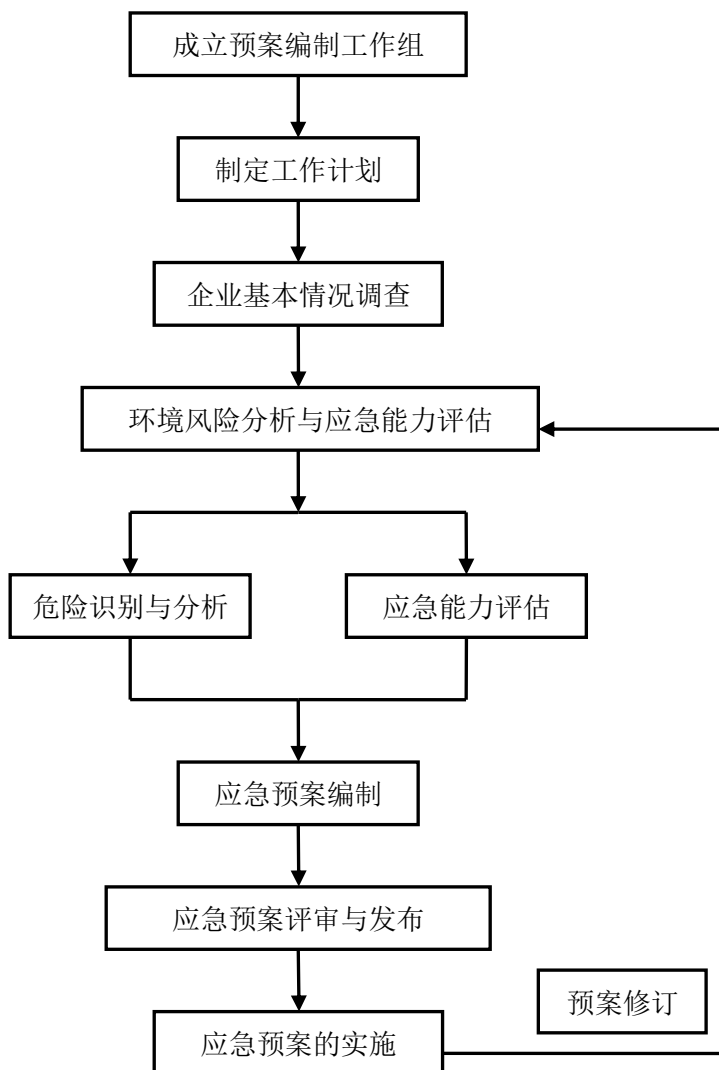 成立预案编制工作组
制定工作计划
企业基本情况调查
环境风险分析与应急能力评估
危险识别与分析
应急能力评估
应急预案编制
应急预案评审与发布
预案修订
应急预案的实施